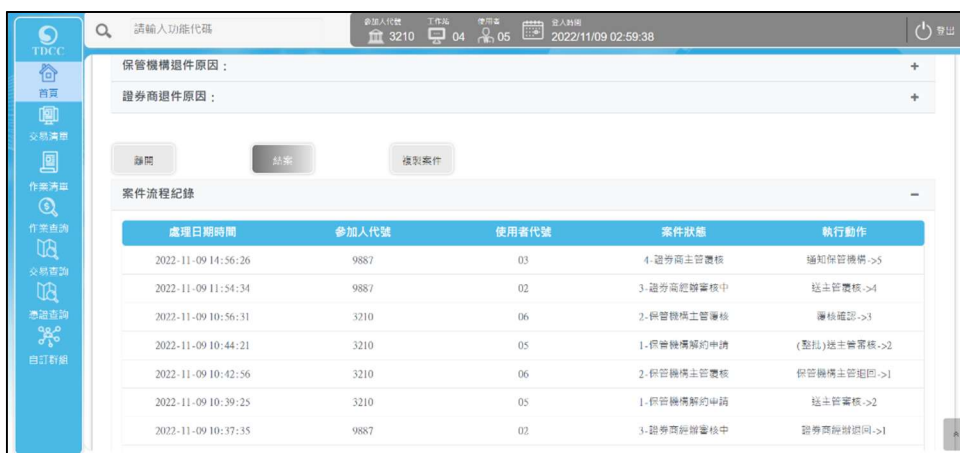 TDCC
請輸入功能代碼
參加人代號 工作站 使用者 登入時間
3210 04 05 2022/11/09 02:59:38
登出
首頁
交易清單
作業清單
作業查詢
交易查詢
憑證查詢
自訂群組
保管機構退件原因： +
證券商退件原因： +
離開 結案 複製案件
案件流程紀錄 −
處理日期時間 參加人代號 使用者代號 案件狀態 執行動作
2022-11-09 14:56:26 9887 03 4-證券商主管覆核 通知保管機構->5
2022-11-09 11:54:34 9887 02 3-證券商經辦審核中 送主管覆核->4
2022-11-09 10:56:31 3210 06 2-保管機構主管覆核 覆核確認->3
2022-11-09 10:44:21 3210 05 1-保管機構解約申請 (整批)送主管審核->2
2022-11-09 10:42:56 3210 06 2-保管機構主管覆核 保管機構主管退回->1
2022-11-09 10:39:25 3210 05 1-保管機構解約申請 送主管審核->2
2022-11-09 10:37:35 9887 02 3-證券商經辦審核中 證券商經辦退回->1